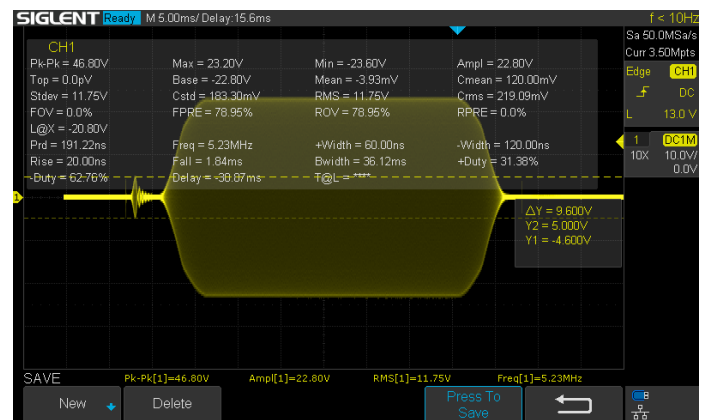 SIGLENT Ready M 5.00ms/ Delay:15.6ms f < 10Hz
Sa 50.0MSa/s
Curr 3.50Mpts
CH1
Pk-Pk = 46.80V Max = 23.20V Min = -23.60V Ampl = 22.80V
Top = 0.0pV Base = -22.80V Mean = -3.93mV Cmean = 120.00mV
Stdev = 11.75V Cstd = 183.30mV RMS = 11.75V Crms = 219.09mV
FOV = 0.0% FPRE = 78.95% ROV = 78.95% RPRE = 0.0%
L@X = -20.80V
Prd = 191.22ns Freq = 5.23MHz +Width = 60.00ns -Width = 120.00ns
Rise = 20.00ns Fall = 1.84ms Bwidth = 36.12ms +Duty = 31.38%
-Duty = 62.76% Delay = -38.87ms T@L = ****
Edge CH1
DC
L 13.0 V
1 DC1M
10X 10.0V/
0.0V
1
ΔY = 9.600V
Y2 = 5.000V
Y1 = -4.600V
SAVE Pk-Pk[1]=46.80V Ampl[1]=22.80V RMS[1]=11.75V Freq[1]=5.23MHz
New Delete Press To
Save
B